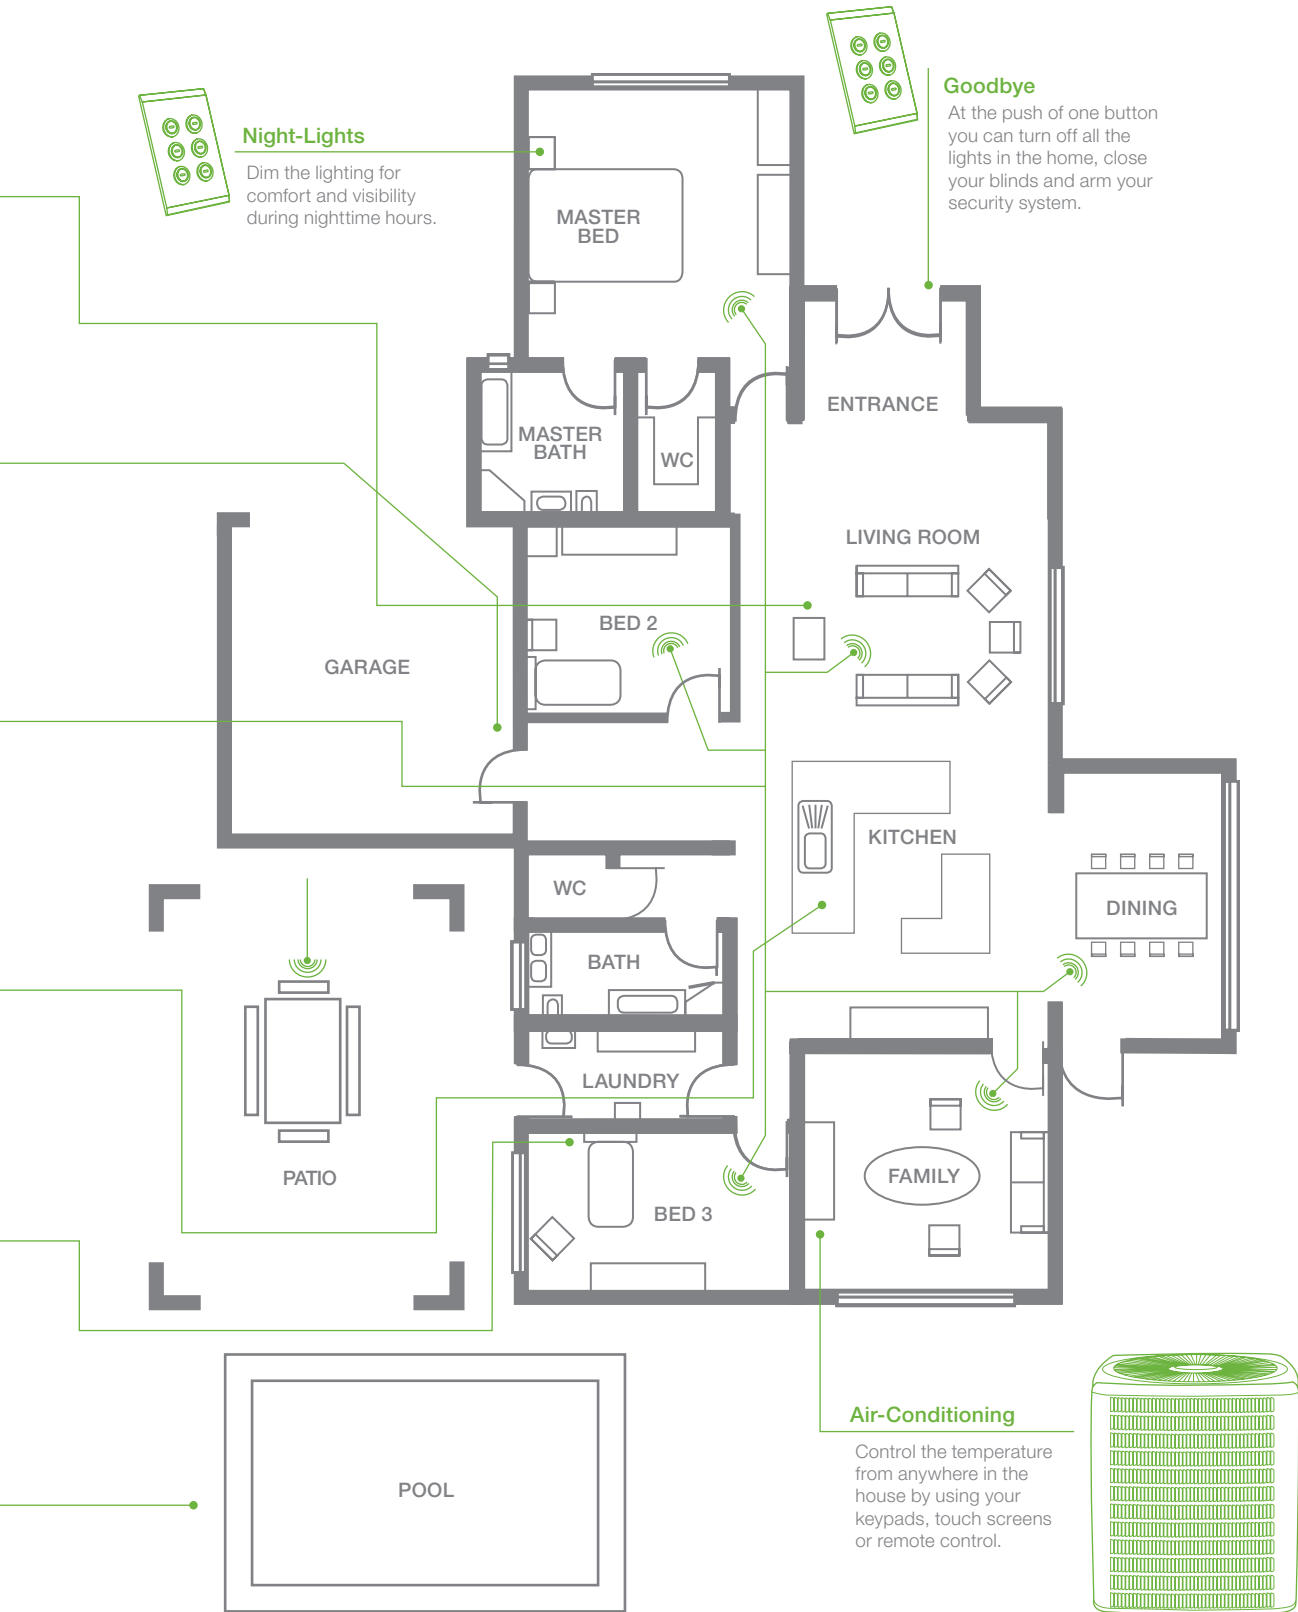 Goodbye
At the push of one button
you can turn off all the
lights in the home, close
your blinds and arm your
security system.
Night-Lights
Dim the lighting for
comfort and visibility
during nighttime hours.
MASTER
BED
ENTRANCE
MASTER
BATH
WC
LIVING ROOM
BED 2
GARAGE
KITCHEN
WC
DINING
BATH
LAUNDRY
PATIO
FAMILY
BED 3
Air-Conditioning
Control the temperature
from anywhere in the
house by using your
keypads, touch screens
or remote control.
POOL